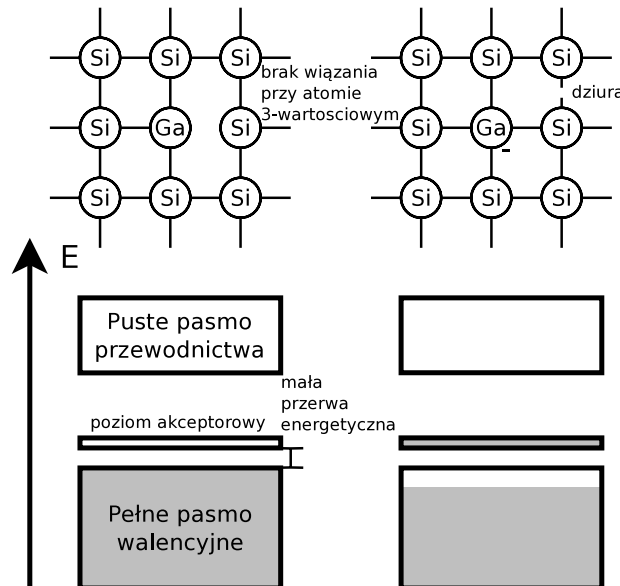 Si Si Si
brak wiązania
przy atomie
3-wartosciowym
Si Ga Si
Si Si Si
Si Si Si
dziura
Si Ga Si
-
Si Si Si
E
Puste pasmo
przewodnictwa
mała
przerwa
energetyczna
poziom akceptorowy
Pełne pasmo
walencyjne